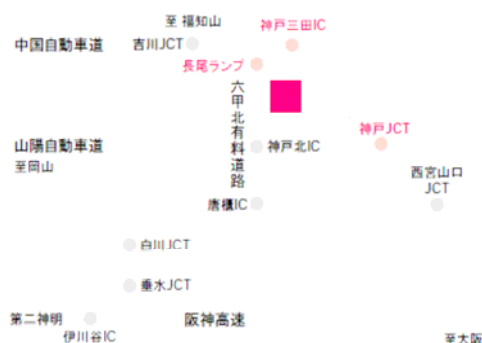 至 福知山
神戸三田IC
中国自動車道
吉川JCT
長尾ランプ
六甲北有料道路
神戸JCT
山陽自動車道
神戸北IC
至岡山
西宮山口
JCT
唐櫃IC
白川JCT
垂水JCT
第二神明
阪神高速
伊川谷IC
至大阪